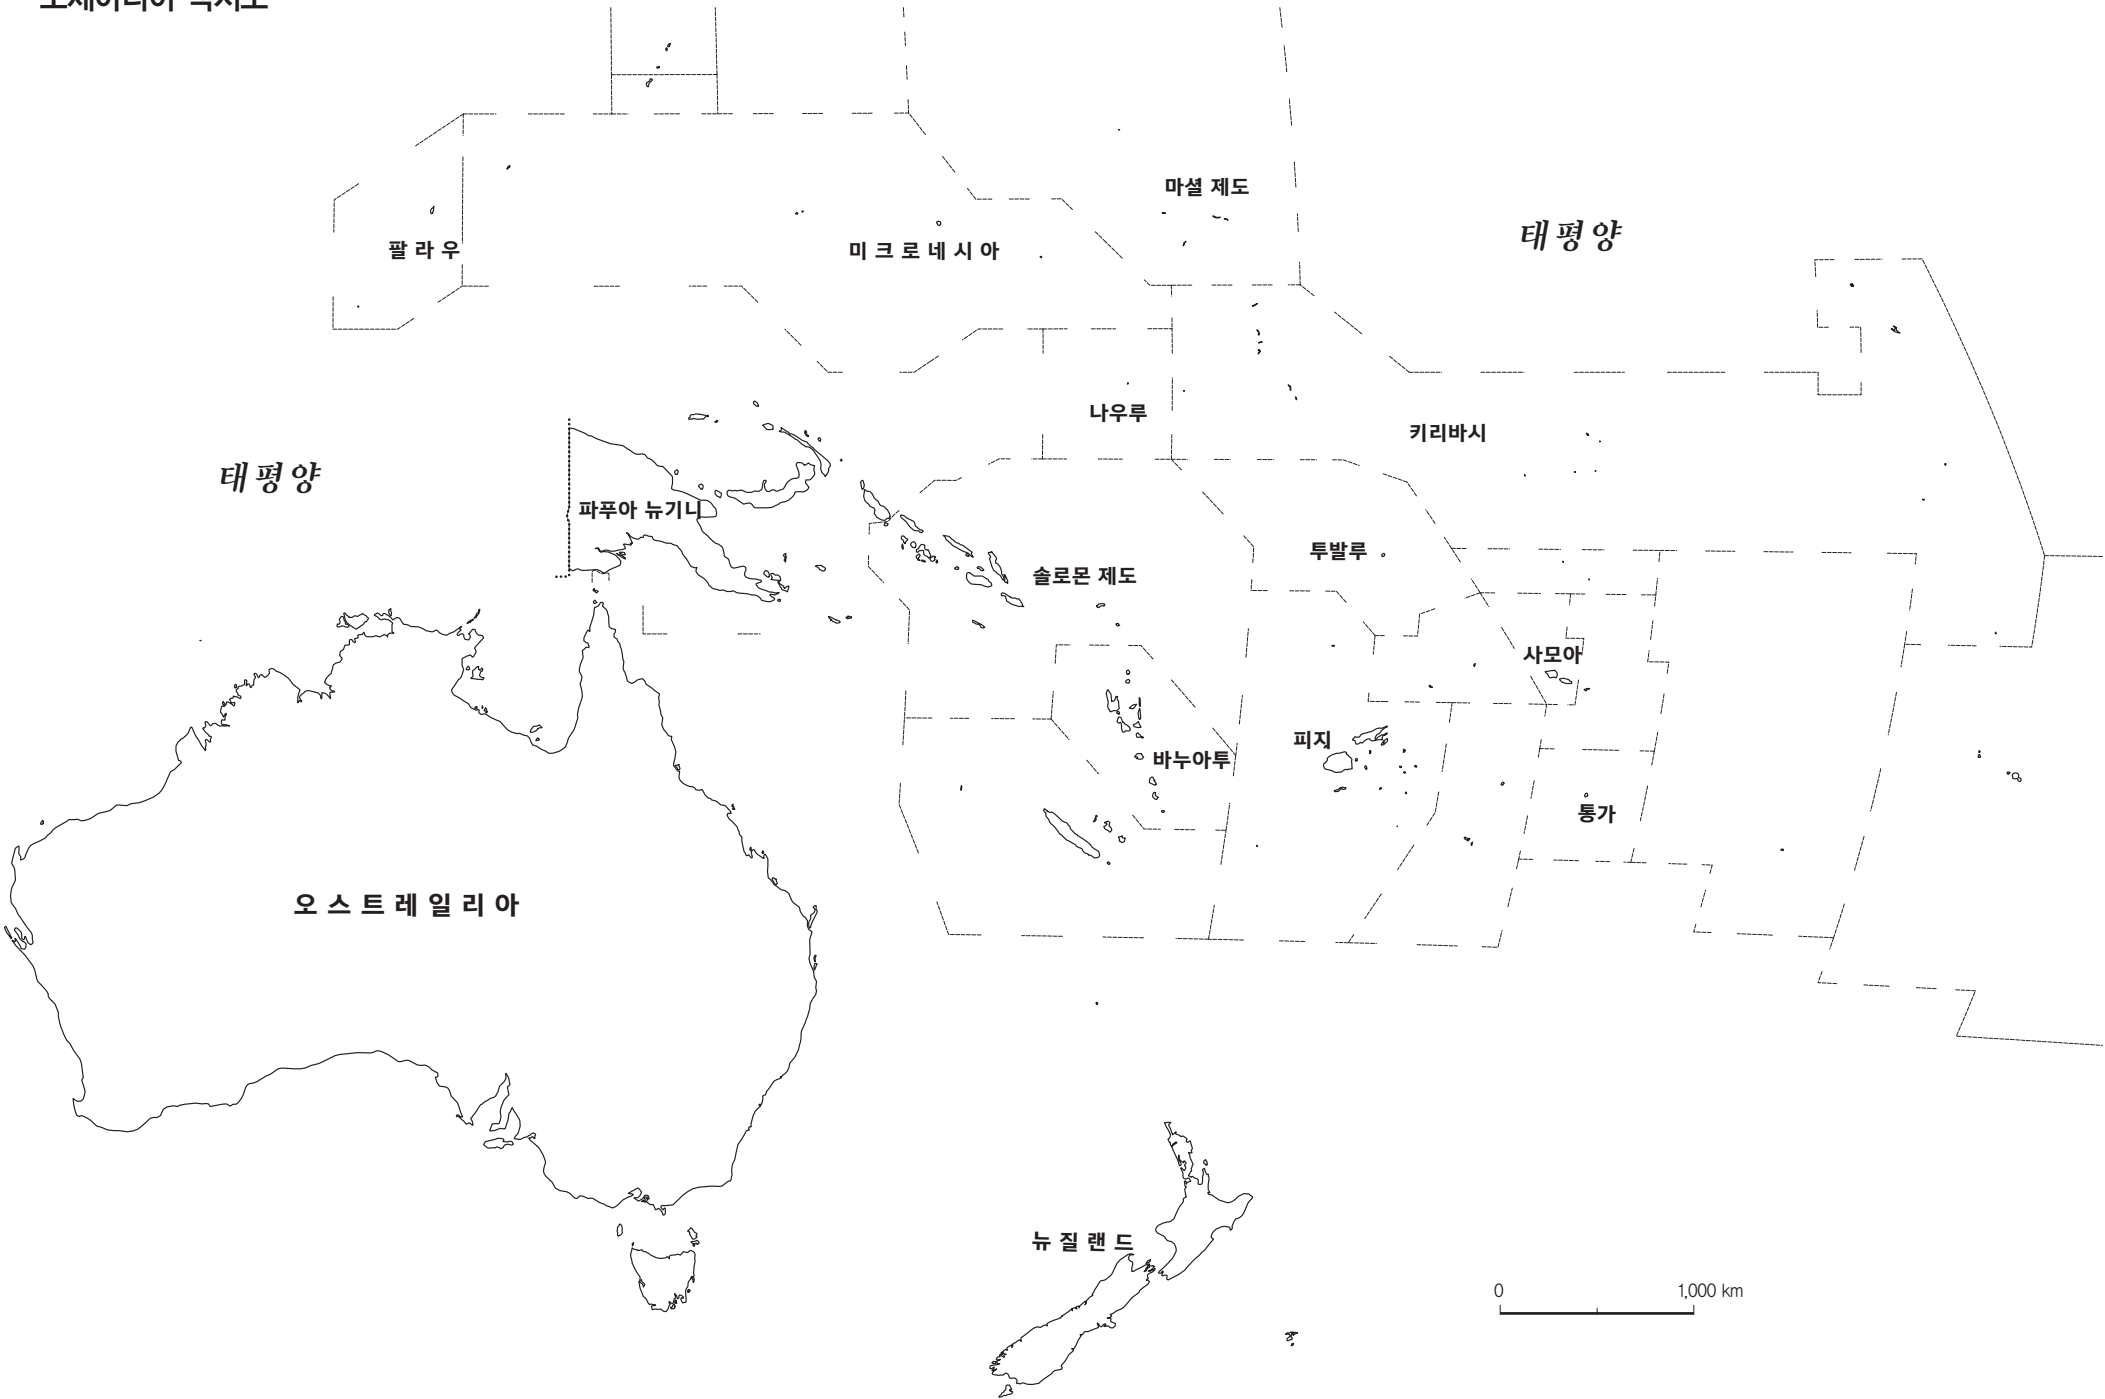 마셜 제도
태평양
팔라우
미크로네시아
나우루
키리바시
태평양
파푸아 뉴기니
투발루
솔로몬 제도
사모아
피지
바누아투
통가
오스트레일리아
뉴질랜드
0 1,000 km